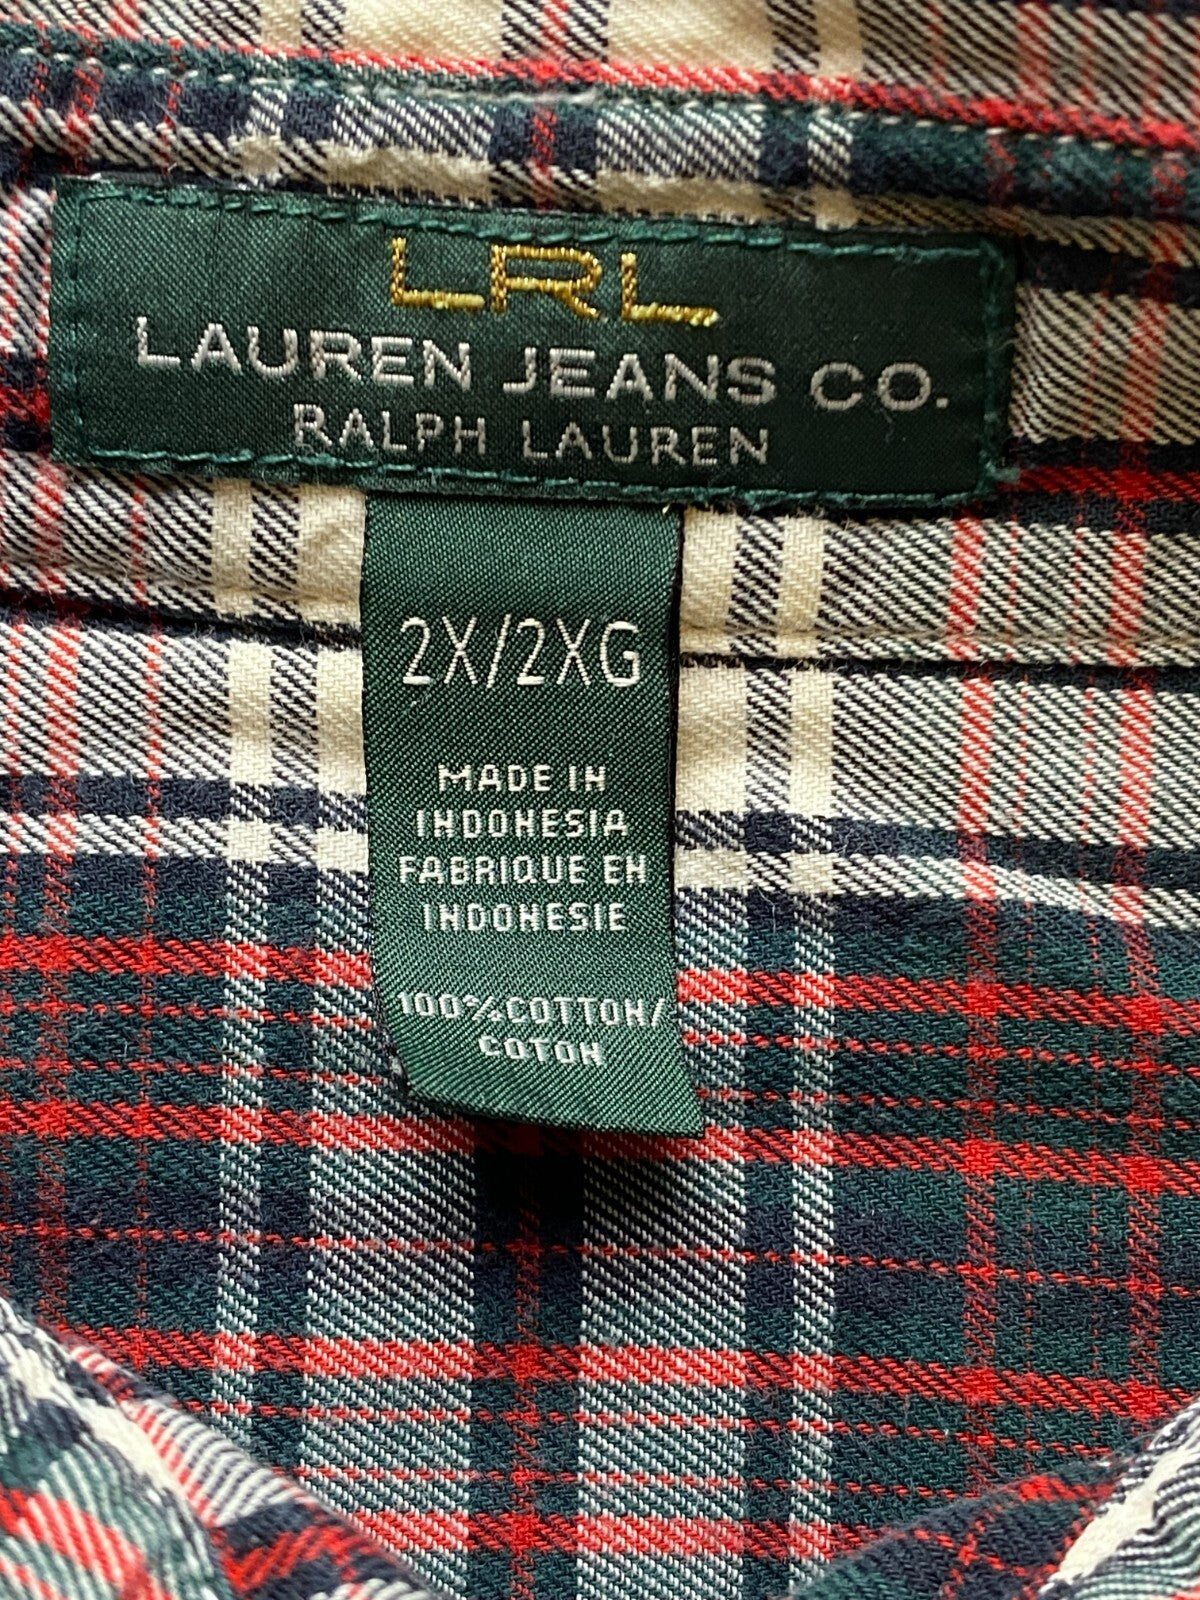 LRL
LAUREN JEANS CO.
RALPH LAUREN
2X/2XG
MADE IN
INDONESIA
FABRIQUE EN
INDONESIE
100%COTTON/
COTON